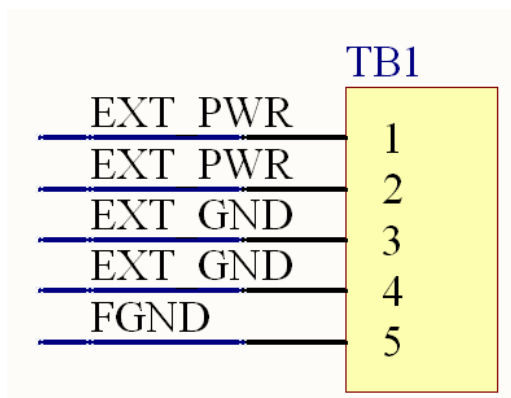 TB1
EXT PWR 1
EXT PWR 2
EXT GND 3
EXT GND 4
FGND 5